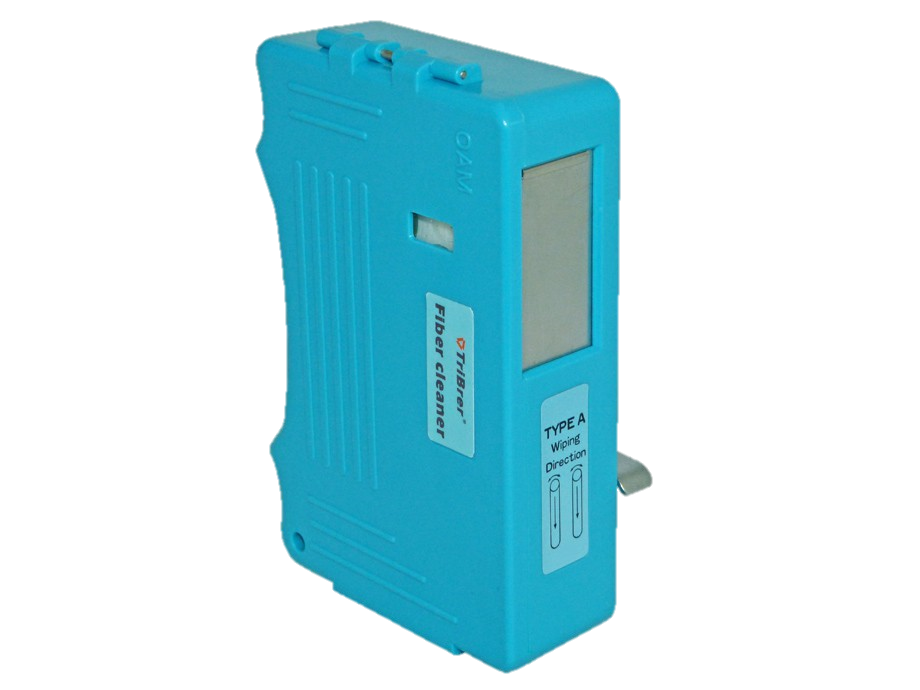 OAM
TriBrer®
Fiber cleaner
TYPE A
Wiping
Direction